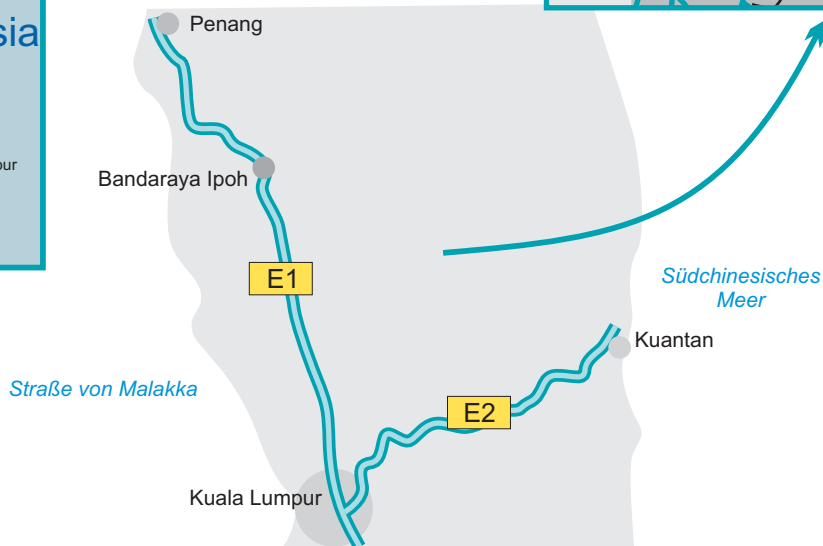 Penang
Bandaraya Ipoh
E1
Südchinesisches
Meer
Kuantan
Straße von Malakka
E2
Kuala Lumpur